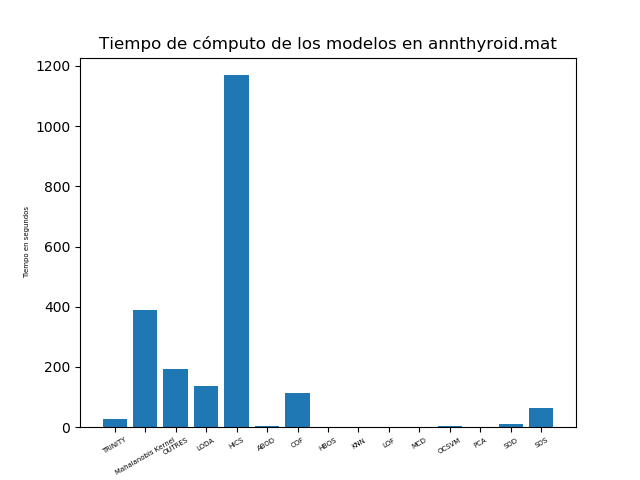 Tiempo de cómputo de los modelos en annthyroid.mat
1200
1000
800
600
400
200
0
Tiempo en segundos
TRINITY
Mahalanobis Kernel
OUTRES
LODA
HICS
ABOD
COF
HBOS
KNN
LOF
MCD
OCSVM
PCA
SOD
SOS